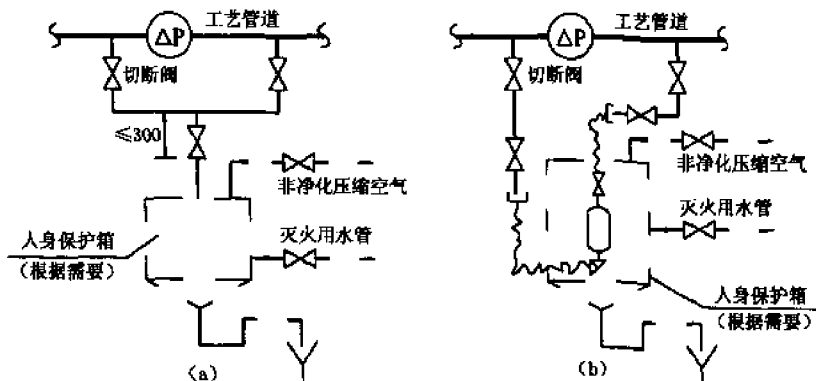 ΔP
工艺管道
切断阀
≤300
非净化压缩空气
人身保护箱
(根据需要)
灭火用水管
(a)
ΔP
工艺管道
切断阀
非净化压缩空气
灭火用水管
人身保护箱
(根据需要)
(b)